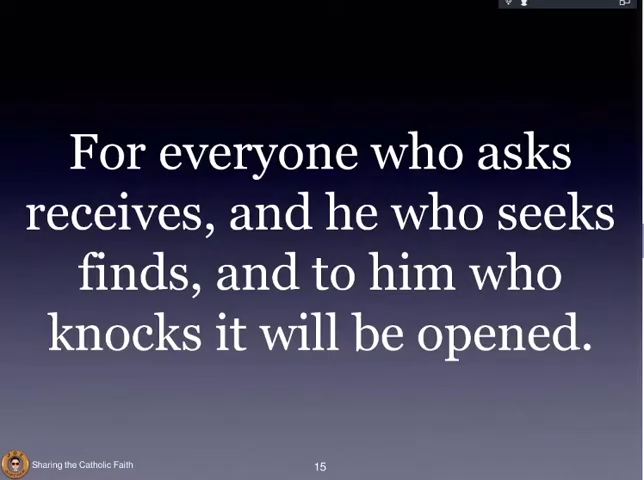 For everyone who asks
receives, and he who seeks
finds, and to him who
knocks it will be opened.
Sharing the Catholic Faith
15